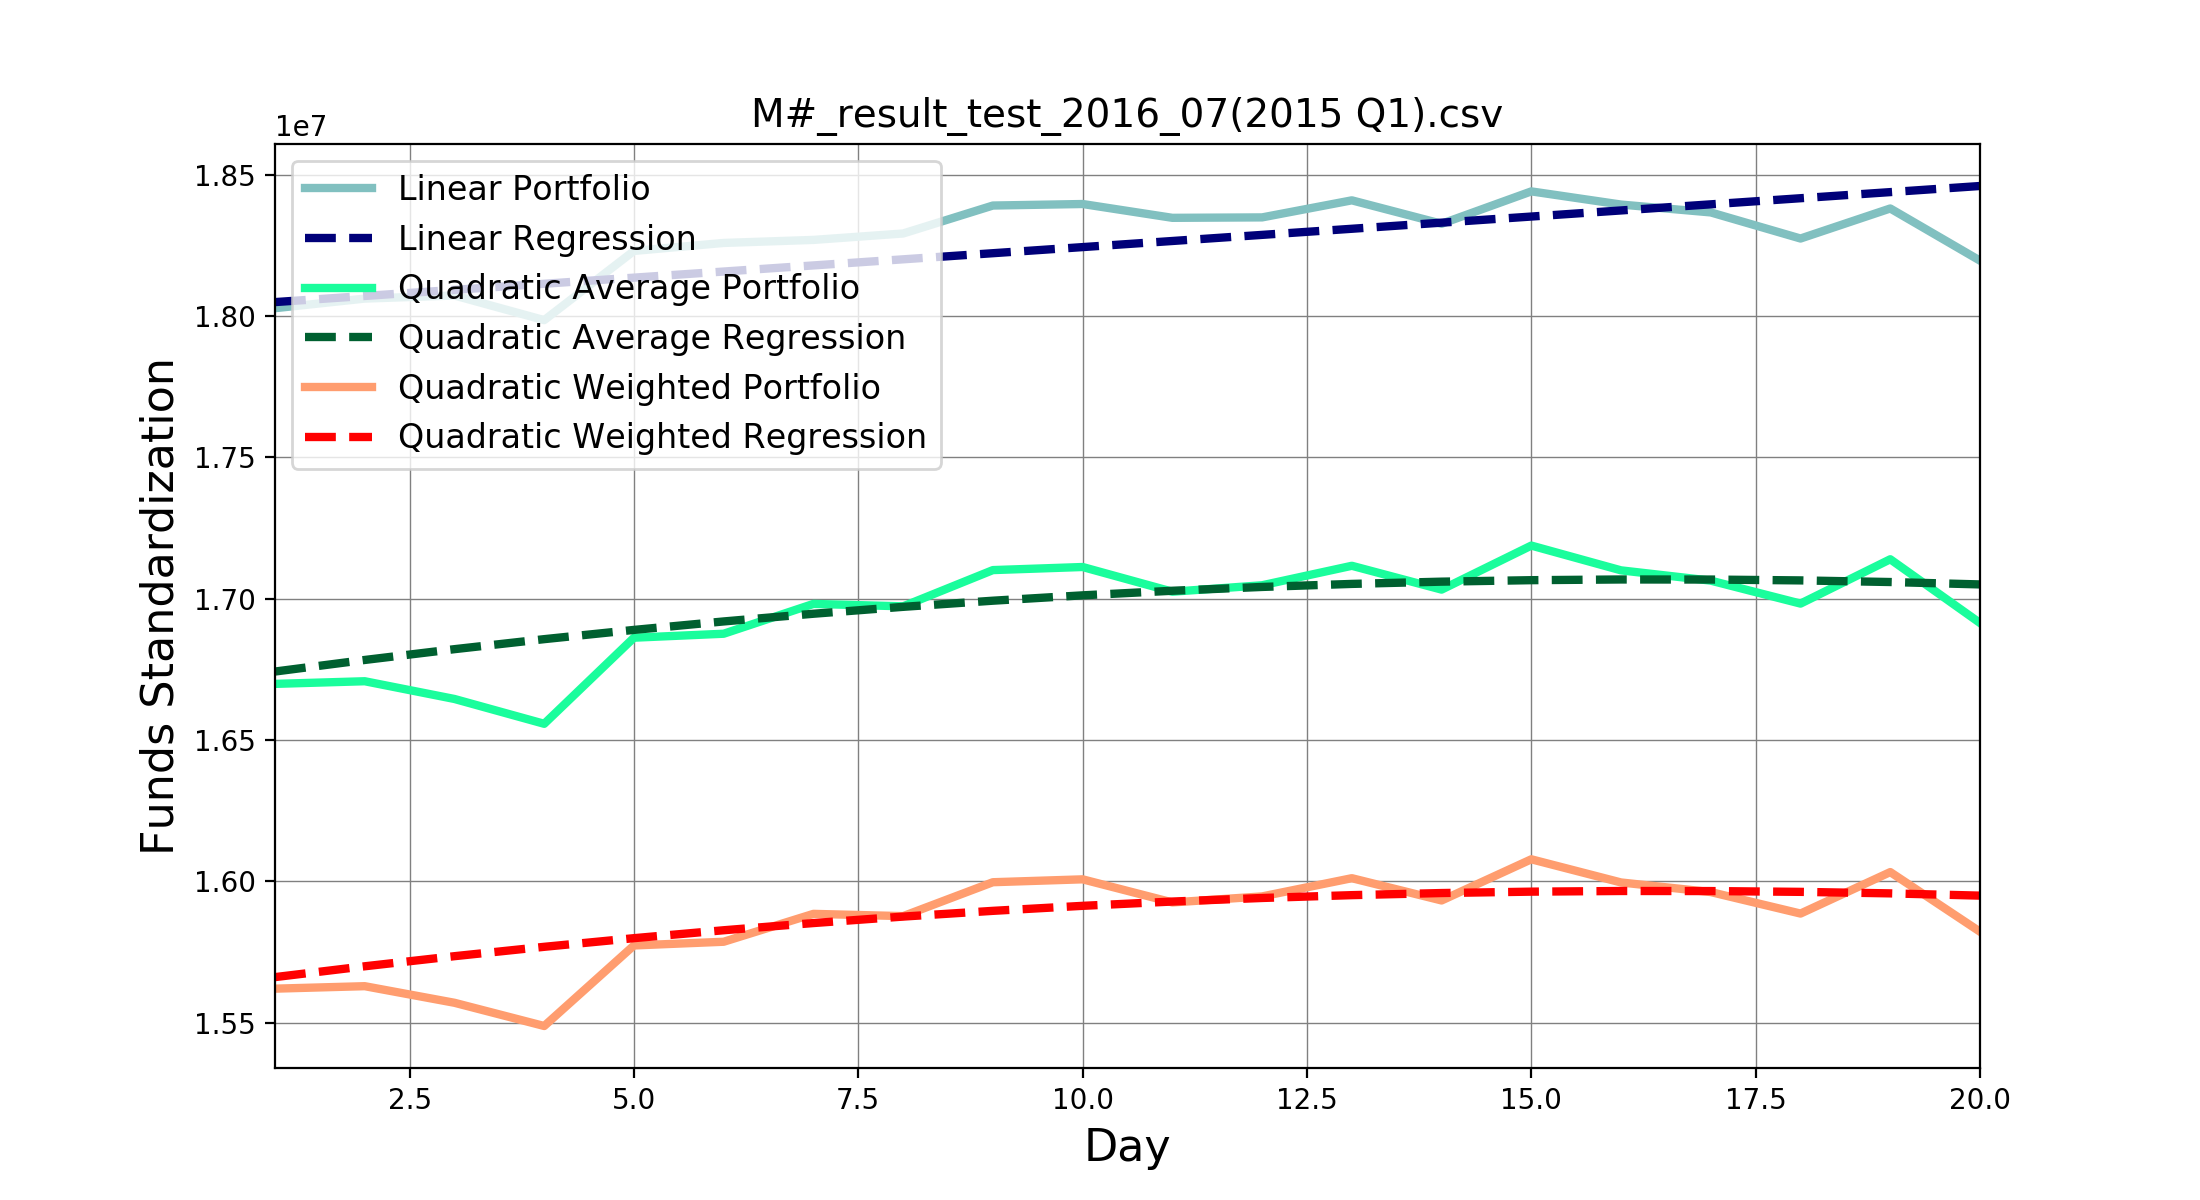 M#_result_test_2016_07(2015 Q1).csv
1e7
1.85
1.80
1.75
1.70
1.65
1.60
1.55
Funds Standardization
Linear Portfolio
Linear Regression
Quadratic Average Portfolio
Quadratic Average Regression
Quadratic Weighted Portfolio
Quadratic Weighted Regression
2.5 5.0 7.5 10.0 12.5 15.0 17.5 20.0
Day